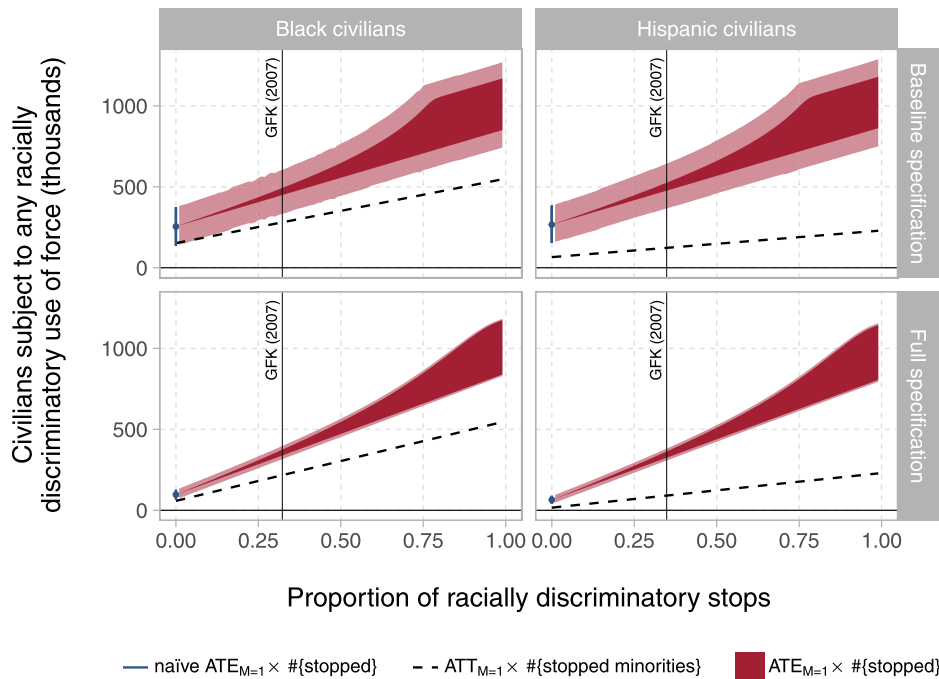 Black civilians
Hispanic civilians
Civilians subject to any racially
discriminatory use of force (thousands)
1000
500
0
GFK (2007)
GFK (2007)
Baseline specification
1000
500
0
GFK (2007)
GFK (2007)
Full specification
0.00 0.25 0.50 0.75 1.00
0.00 0.25 0.50 0.75 1.00
Proportion of racially discriminatory stops
naïve ATE_{M=1} × #{stopped}
ATT_{M=1} × #{stopped minorities}
ATE_{M=1} × #{stopped}